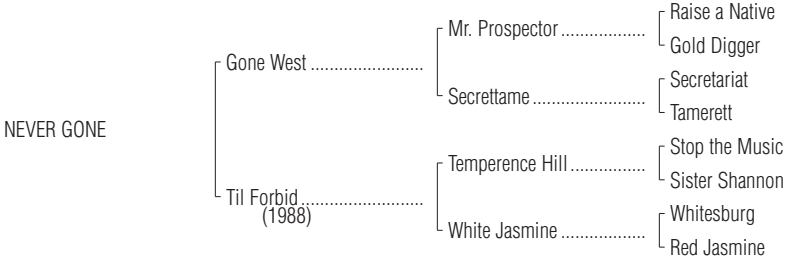 Raise a Native
Mr. Prospector ..................
Gold Digger
Gone West ........................
Secretariat
Secrettame ........................
Tamerett
NEVER GONE
Stop the Music
Temperence Hill ................
Sister Shannon
Til Forbid ..........................
(1988)
Whitesburg
White Jasmine ..................
Red Jasmine